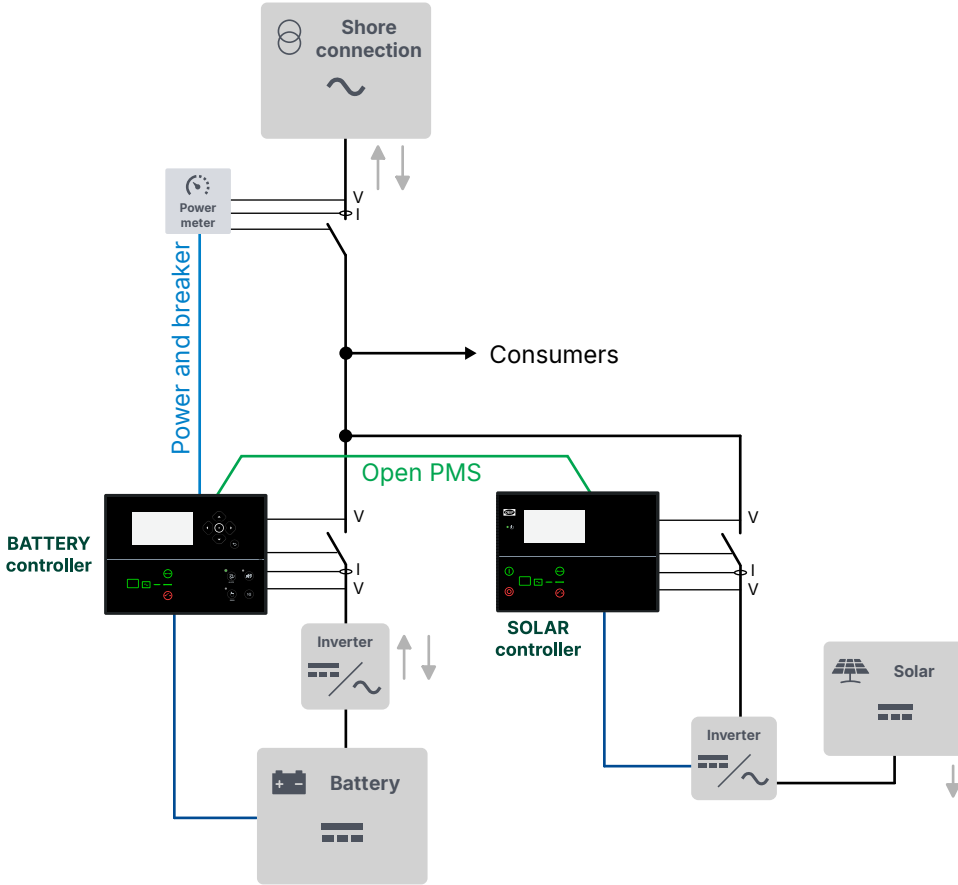 Shore
connection
Power
meter
V
I
Power and breaker
Consumers
Open PMS
BATTERY
controller
V
I
V
V
I
V
SOLAR
controller
Inverter
Battery
Inverter
Solar